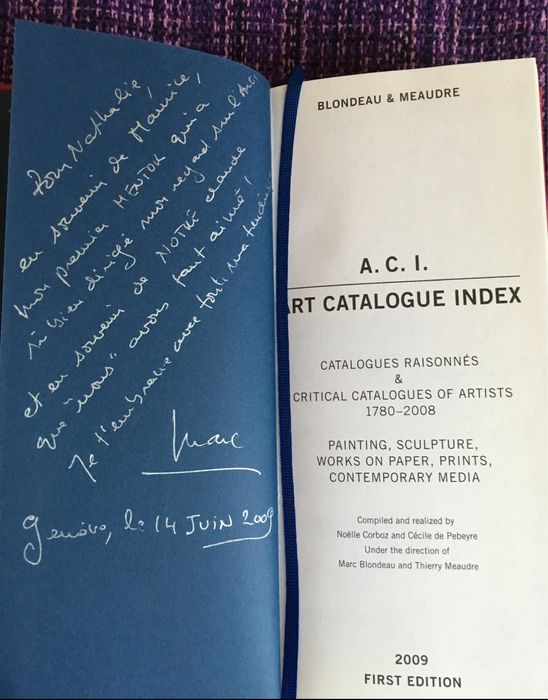 Pour Nathalie,
en souvenir de Maurice,
mon premier MENTOR qui a
si bien dirigé mon regard sur l'Art
et en souvenir de NOTRE claude
que "nous" avons tant aimé !
Je t'embrasse avec toute ma
Marc
Genève, le 14 JUIN 2009
BLONDEAU & MEAUDRE
A.C.I.
ART CATALOGUE INDEX
CATALOGUES RAISONNÉS
&
CRITICAL CATALOGUES OF ARTISTS
1780–2008
PAINTING, SCULPTURE,
WORKS ON PAPER, PRINTS,
CONTEMPORARY MEDIA
Compiled and realized by
Noëlle Corboz and Cécile de Pebeyre
Under the direction of
Marc Blondeau and Thierry Meaudre
2009
FIRST EDITION